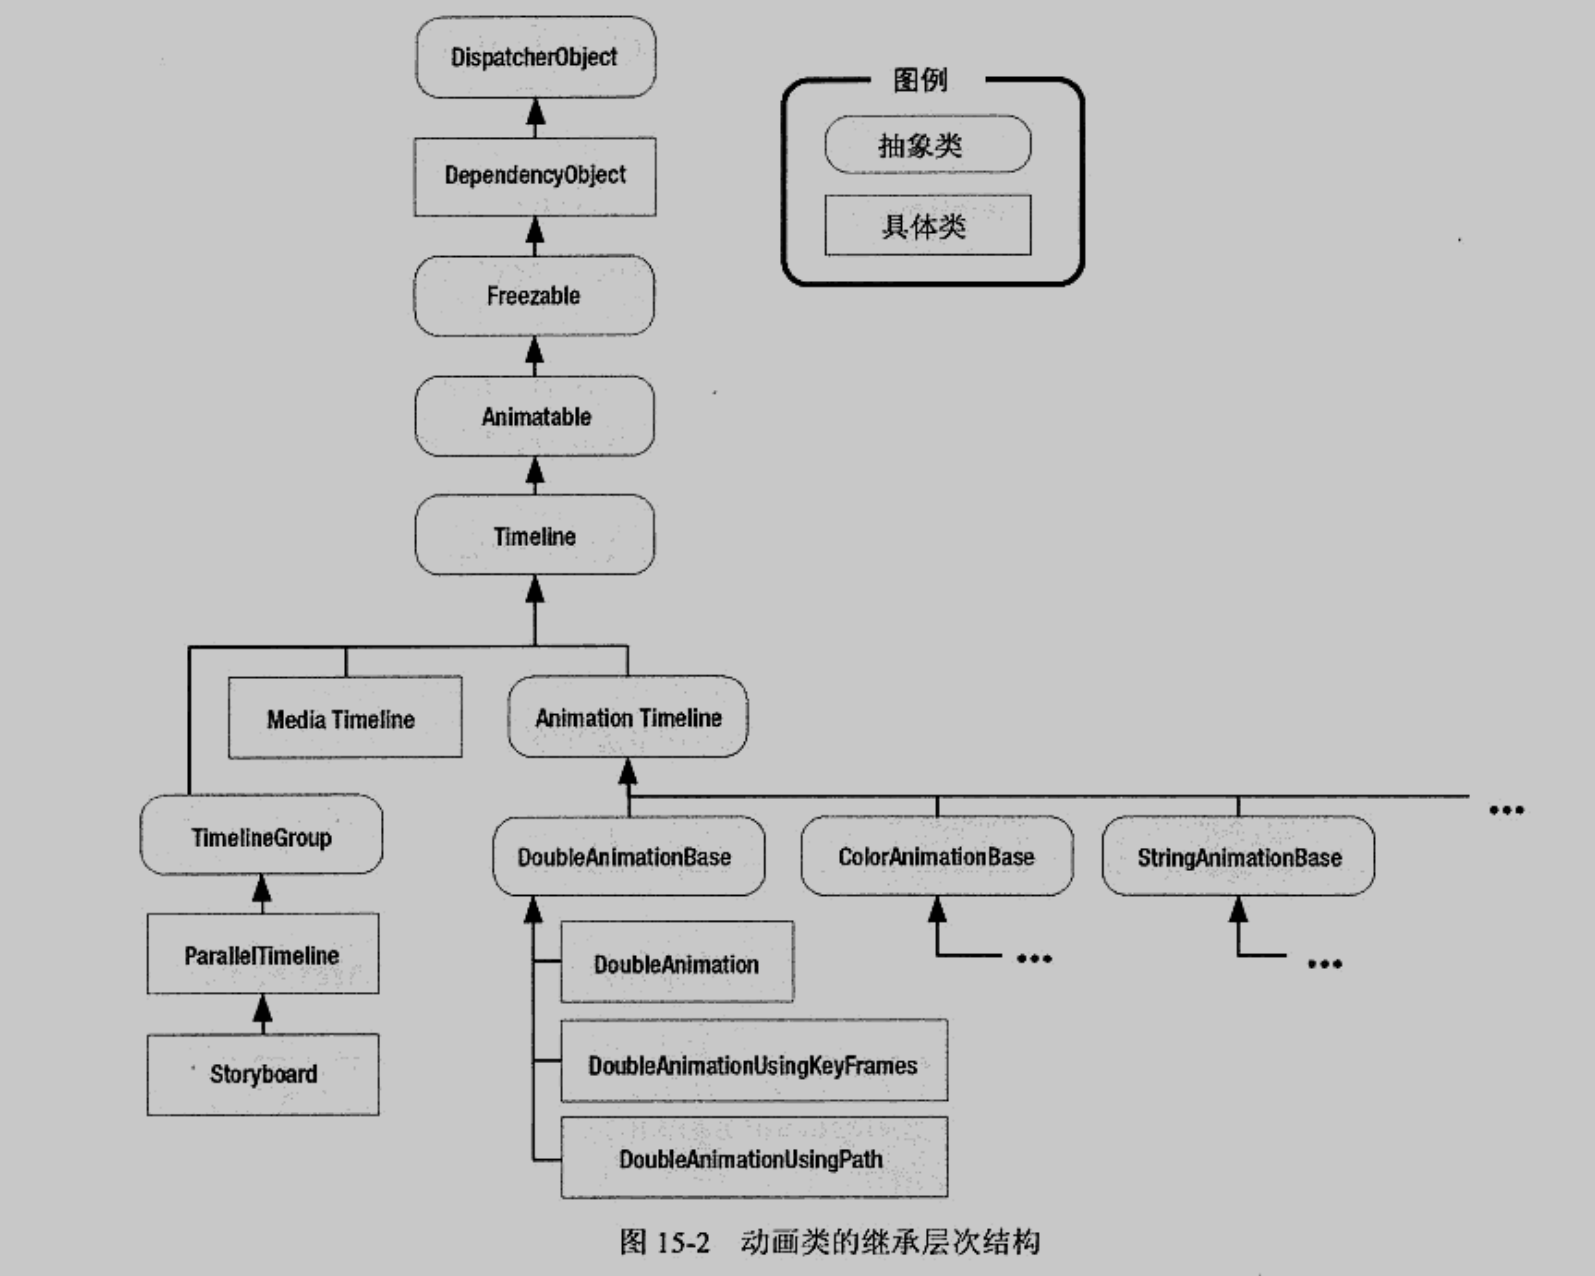 DispatcherObject
图例
抽象类
DependencyObject
具体类
Freezable
Animatable
Timeline
Media Timeline
Animation Timeline
TimelineGroup
DoubleAnimationBase
ColorAnimationBase
StringAnimationBase
•••
ParallelTimeline
DoubleAnimation
•••
•••
Storyboard
DoubleAnimationUsingKeyFrames
DoubleAnimationUsingPath
图 15-2 动画类的继承层次结构